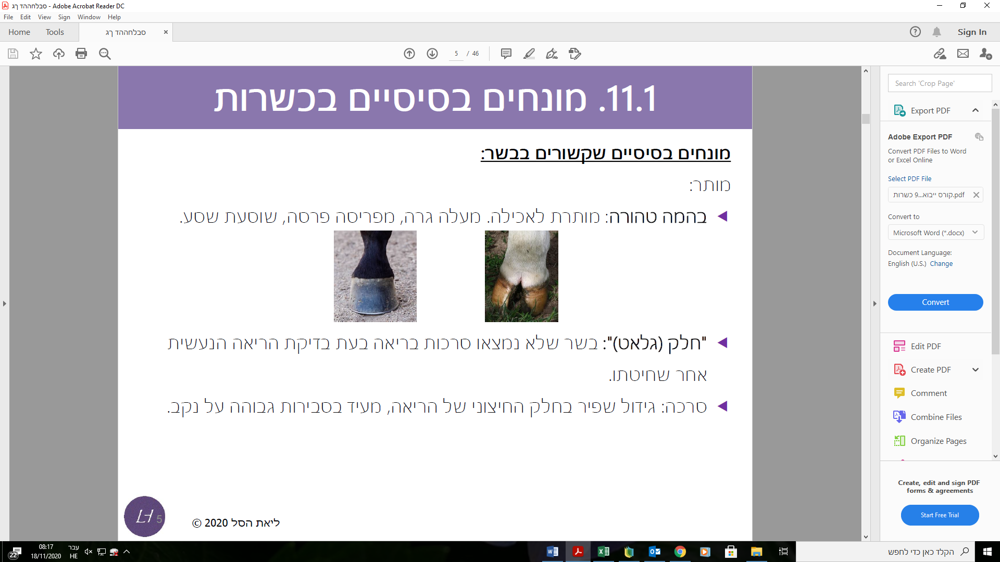 גך סבלחההד - Adobe Acrobat Reader DC
File Edit View Sign Window Help
Home Tools סבלחההד גך Sign In
5 / 46
11.1. מונחים בסיסיים בכשרות
מונחים בסיסיים שקשורים בבשר:
מותר:
בהמה טהורה: מותרת לאכילה. מעלה גרה, מפריסה פרסה, שוסעת שסע.
"חלק (גלאט)": בשר שלא נמצאו סרכות בריאה בעת בדיקת הריאה הנעשית
אחר שחיטתו.
סרכה: גידול שפיר בחלק החיצוני של הריאה, מעיד בסבירות גבוהה על נקב.
LH 5
ליאת הסל 2020 ©
Search 'Crop Page'
Export PDF
Adobe Export PDF
Convert PDF Files to Word
or Excel Online
Select PDF File
קורס ייבוא...9 כשרות.pdf
Convert to
Microsoft Word (*.docx)
Document Language:
English (U.S.) Change
Convert
Edit PDF
Create PDF
Comment
Combine Files
Organize Pages
Create, edit and sign PDF
forms & agreements
Start Free Trial
22
08:17
18/11/2020
עבר
HE
הקלד כאן כדי לחפש